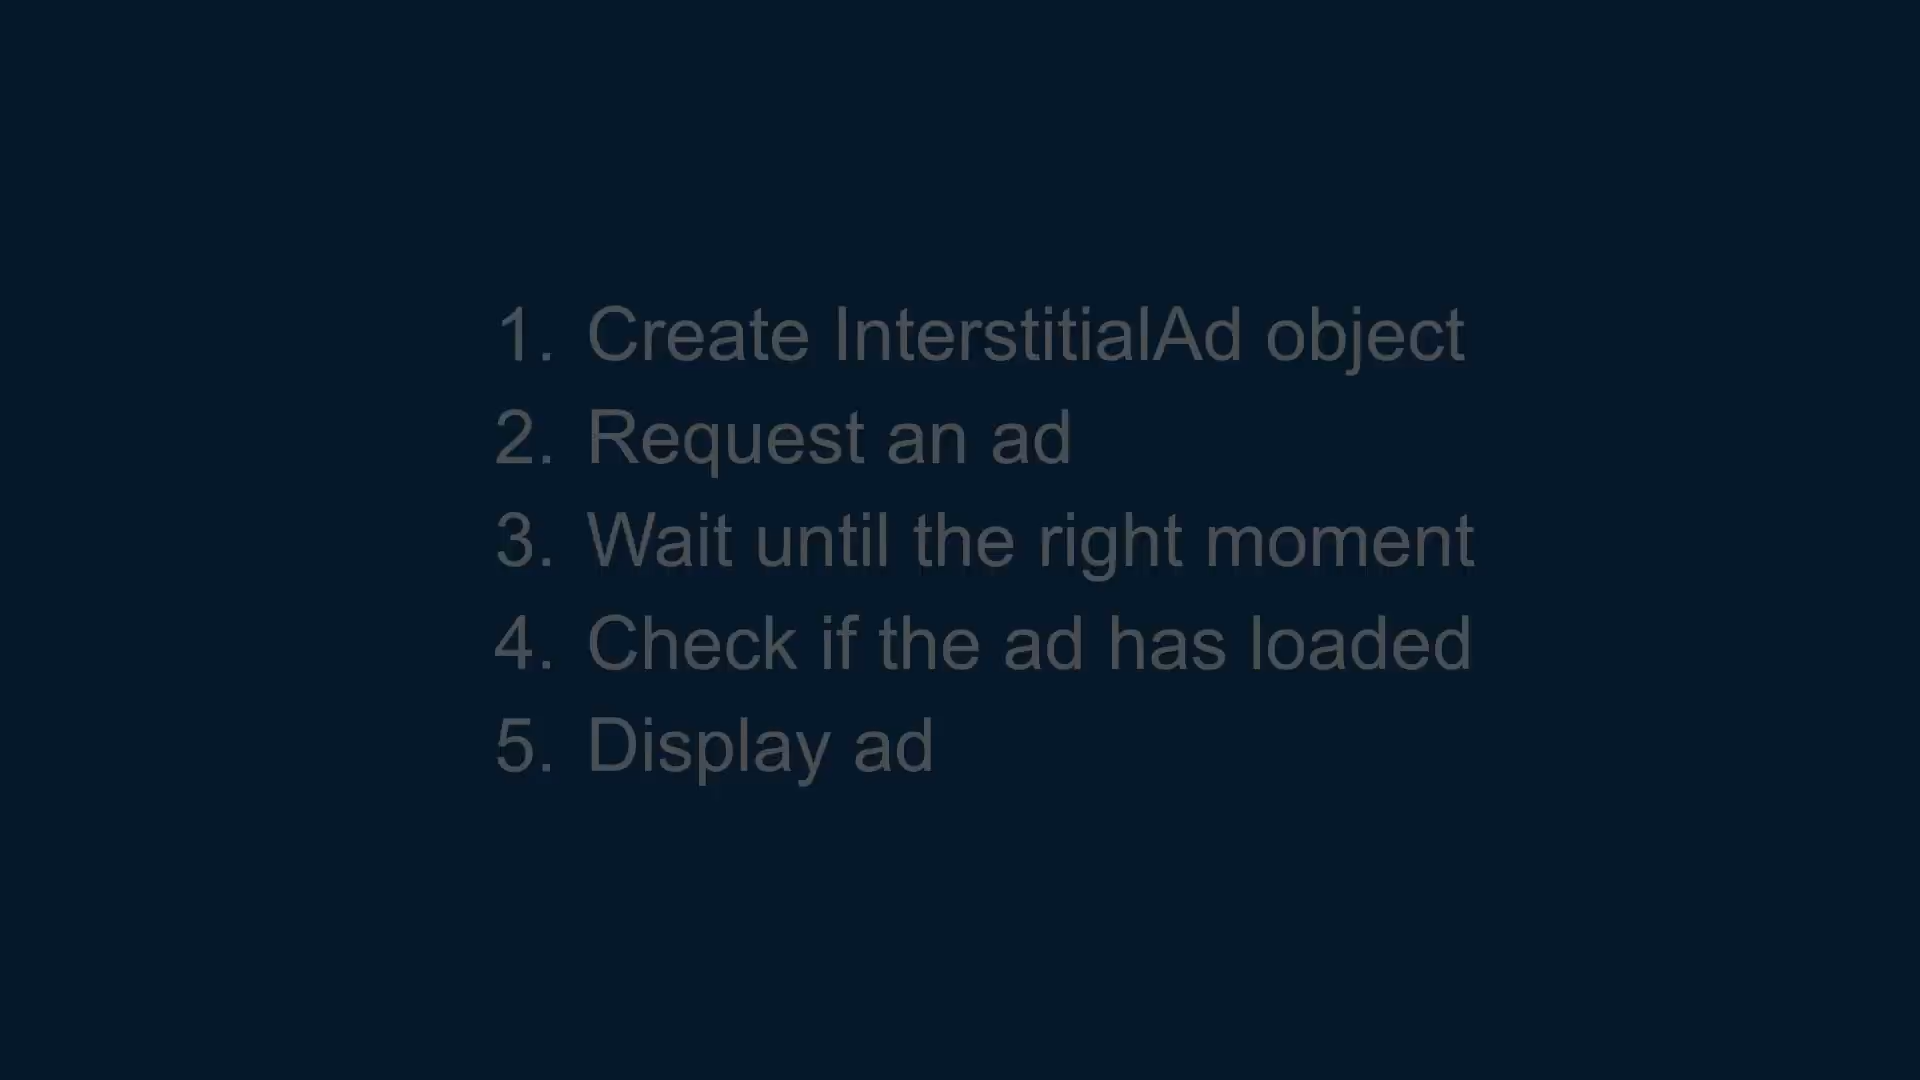 1. Create InterstitialAd object
2. Request an ad
3. Wait until the right moment
4. Check if the ad has loaded
5. Display ad